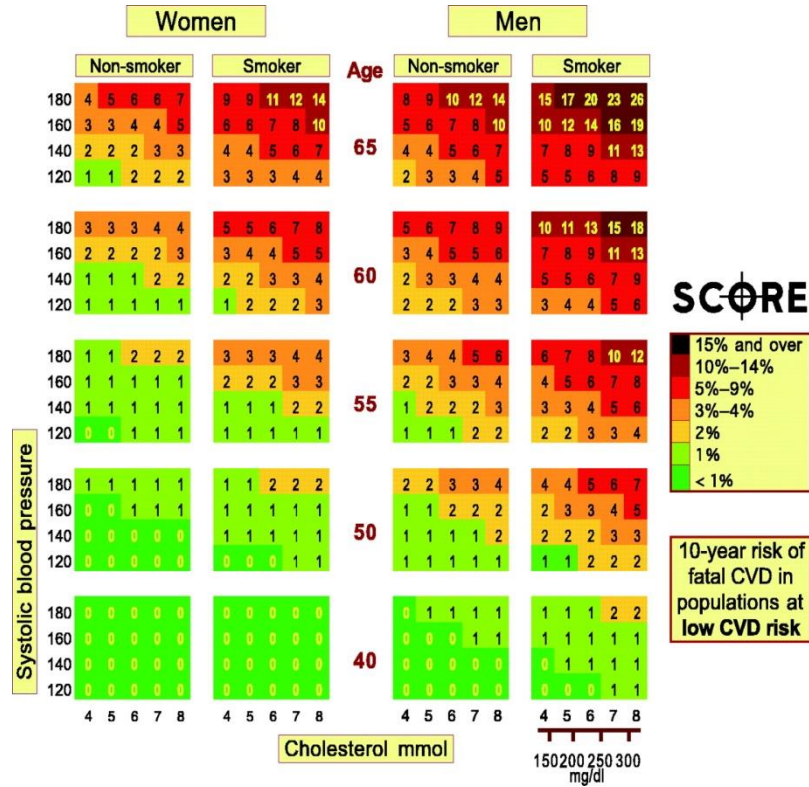 Women Men
Non-smoker Smoker Age Non-smoker Smoker
180 4 5 6 6 7 9 9 11 12 14 8 9 10 12 14 15 17 20 23 26
160 3 3 4 4 5 6 6 7 8 10 5 6 7 8 10 10 12 14 16 19
65
140 2 2 2 3 3 4 4 5 6 7 4 4 5 6 7 7 8 9 11 13
120 1 1 2 2 2 3 3 3 4 4 2 3 3 4 5 5 5 6 8 9
180 3 3 3 4 4 5 5 6 7 8 5 6 7 8 9 10 11 13 15 18
160 2 2 2 2 3 3 4 4 5 5 3 4 5 5 6 7 8 9 11 13
60
140 1 1 1 2 2 2 2 3 3 4 2 3 3 4 4 5 5 6 7 9
120 1 1 1 1 1 1 2 2 2 3 2 2 2 3 3 3 4 4 5 6
180 1 1 2 2 2 3 3 3 4 4 3 4 4 5 6 6 7 8 10 12
160 1 1 1 1 1 2 2 2 3 3 2 2 3 3 4 4 5 6 7 8
55
140 1 1 1 1 1 1 1 1 2 2 1 2 2 2 3 3 3 4 5 6
120 0 0 1 1 1 1 1 1 1 1 1 1 1 2 2 2 2 3 3 4
180 1 1 1 1 1 1 1 2 2 2 2 2 3 3 4 4 4 5 6 7
160 0 0 1 1 1 1 1 1 1 1 1 1 2 2 2 2 3 3 4 5
50
140 0 0 0 0 0 1 1 1 1 1 1 1 1 1 2 2 2 2 3 3
120 0 0 0 0 0 0 0 0 1 1 1 1 1 1 1 1 1 2 2 2
180 0 0 0 0 0 0 0 0 0 0 0 1 1 1 1 1 1 1 2 2
160 0 0 0 0 0 0 0 0 0 0 0 0 0 1 1 1 1 1 1 1
40
140 0 0 0 0 0 0 0 0 0 0 0 0 0 0 0 0 1 1 1 1
120 0 0 0 0 0 0 0 0 0 0 0 0 0 0 0 0 0 0 1 1
4 5 6 7 8 4 5 6 7 8 4 5 6 7 8 4 5 6 7 8
Systolic blood pressure
Cholesterol mmol
150 200 250 300
mg/dl
SCORE
15% and over
10%–14%
5%–9%
3%–4%
2%
1%
< 1%
10-year risk of
fatal CVD in
populations at
low CVD risk